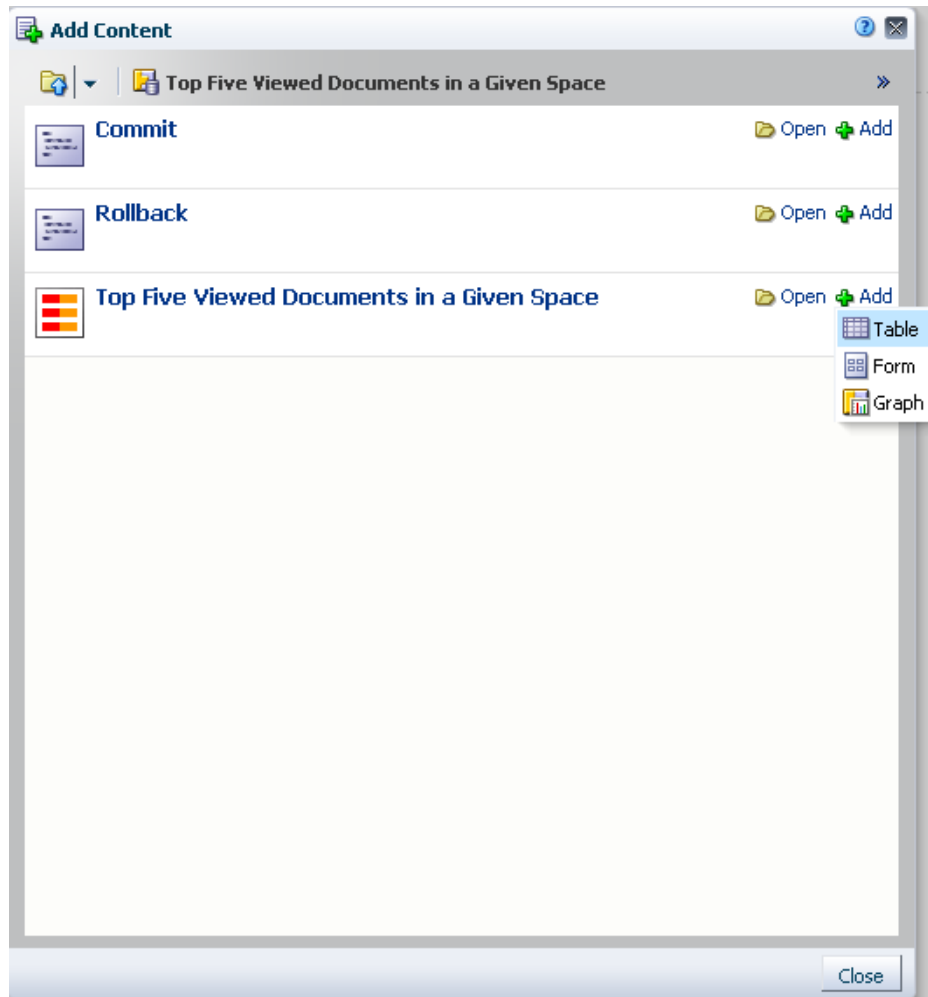 Add Content
Top Five Viewed Documents in a Given Space »
Commit Open Add
Rollback Open Add
Top Five Viewed Documents in a Given Space Open Add
Table
Form
Graph
Close